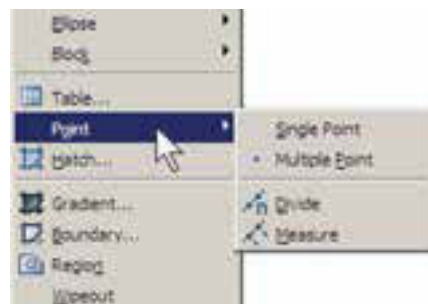 Ellipse
Block
Table...
Point
Hatch...
Gradient...
Boundary...
Region
Wipeout
Single Point
Multiple Point
Divide
Measure